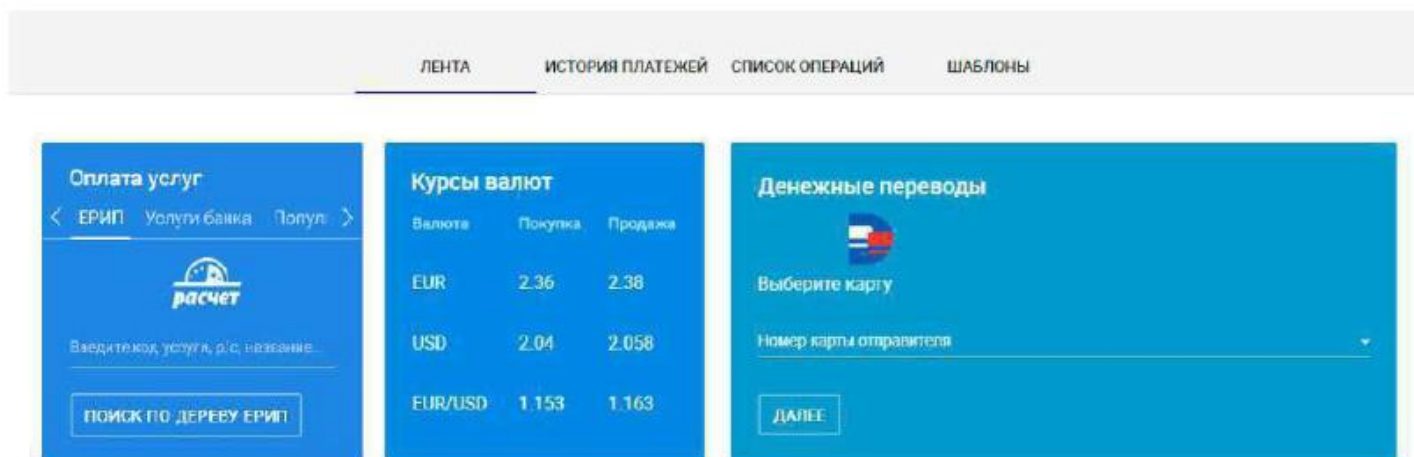 ЛЕНТА ИСТОРИЯ ПЛАТЕЖЕЙ СПИСОК ОПЕРАЦИЙ ШАБЛОНЫ
Оплата услуг
ЕРИП Услуги банка Популя
расчет
Введите код услуги, р/с, название...
ПОИСК ПО ДЕРЕВУ ЕРИП
Курсы валют
Валюта Покупка Продажа
EUR 2.36 2.38
USD 2.04 2.058
EUR/USD 1.153 1.163
Денежные переводы
Выберите карту
Номер карты отправителя
ДАЛЕЕ